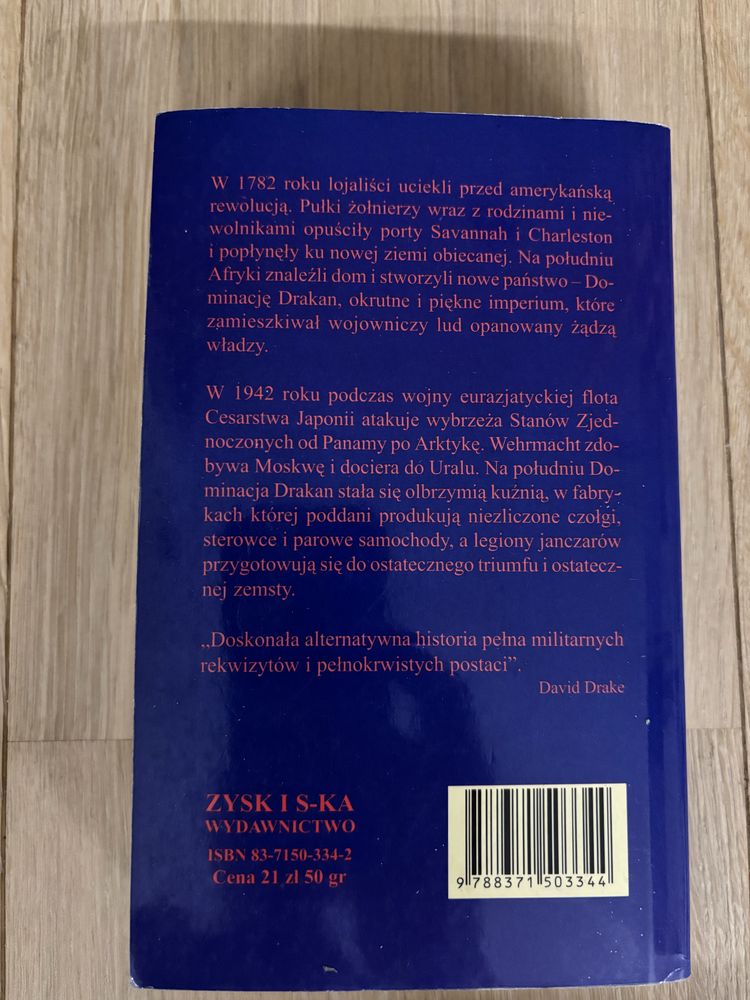 W 1782 roku lojaliści uciekli przed amerykańską
rewolucją. Pułki żołnierzy wraz z rodzinami i nie-
wolnikami opuściły porty Savannah i Charleston
i popłynęły ku nowej ziemi obiecanej. Na południu
Afryki znaleźli dom i stworzyli nowe państwo – Do-
minację Drakan, okrutne i piękne imperium, które
zamieszkiwał wojowniczy lud opanowany żądzą
władzy.
W 1942 roku podczas wojny eurazjatyckiej flota
Cesarstwa Japonii atakuje wybrzeża Stanów Zjed-
noczonych od Panamy po Arktykę. Wehrmacht zdo-
bywa Moskwę i dociera do Uralu. Na południu Do-
minacja Drakan stała się olbrzymią kuźnią, w fabry-
kach której poddani produkują niezliczone czołgi,
sterowce i parowe samochody, a legiony janczarów
przygotowują się do ostatecznego triumfu i ostatecz-
nej zemsty.
„Doskonała alternatywna historia pełna militarnych
rekwizytów i pełnokrwistych postaci”.
David Drake
ZYSK I S-KA
WYDAWNICTWO
ISBN 83-7150-334-2
Cena 21 zł 50 gr
9 788371 503344